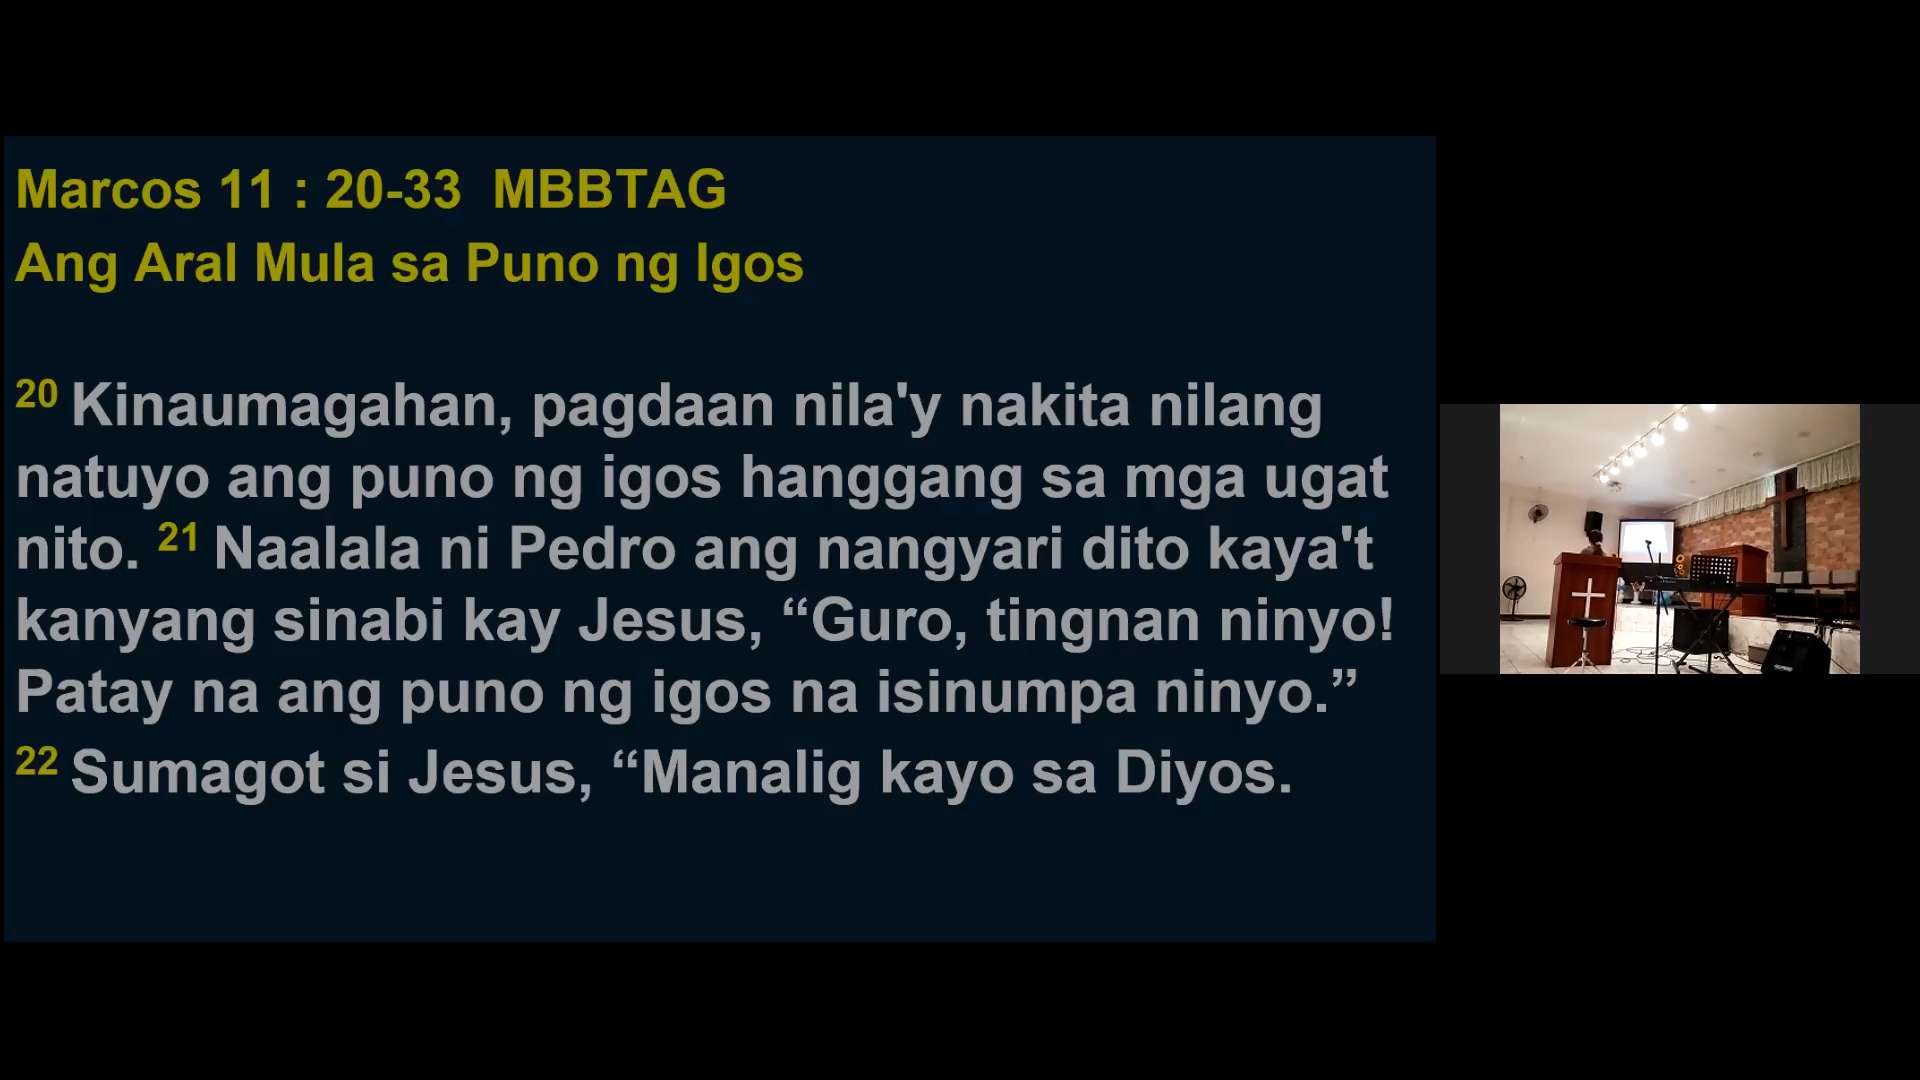 Marcos 11 : 20-33 MBBTAG
Ang Aral Mula sa Puno ng Igos
20 Kinaumagahan, pagdaan nila'y nakita nilang
natuyo ang puno ng igos hanggang sa mga ugat
nito. 21 Naalala ni Pedro ang nangyari dito kaya't
kanyang sinabi kay Jesus, “Guro, tingnan ninyo!
Patay na ang puno ng igos na isinumpa ninyo.”
22 Sumagot si Jesus, “Manalig kayo sa Diyos.